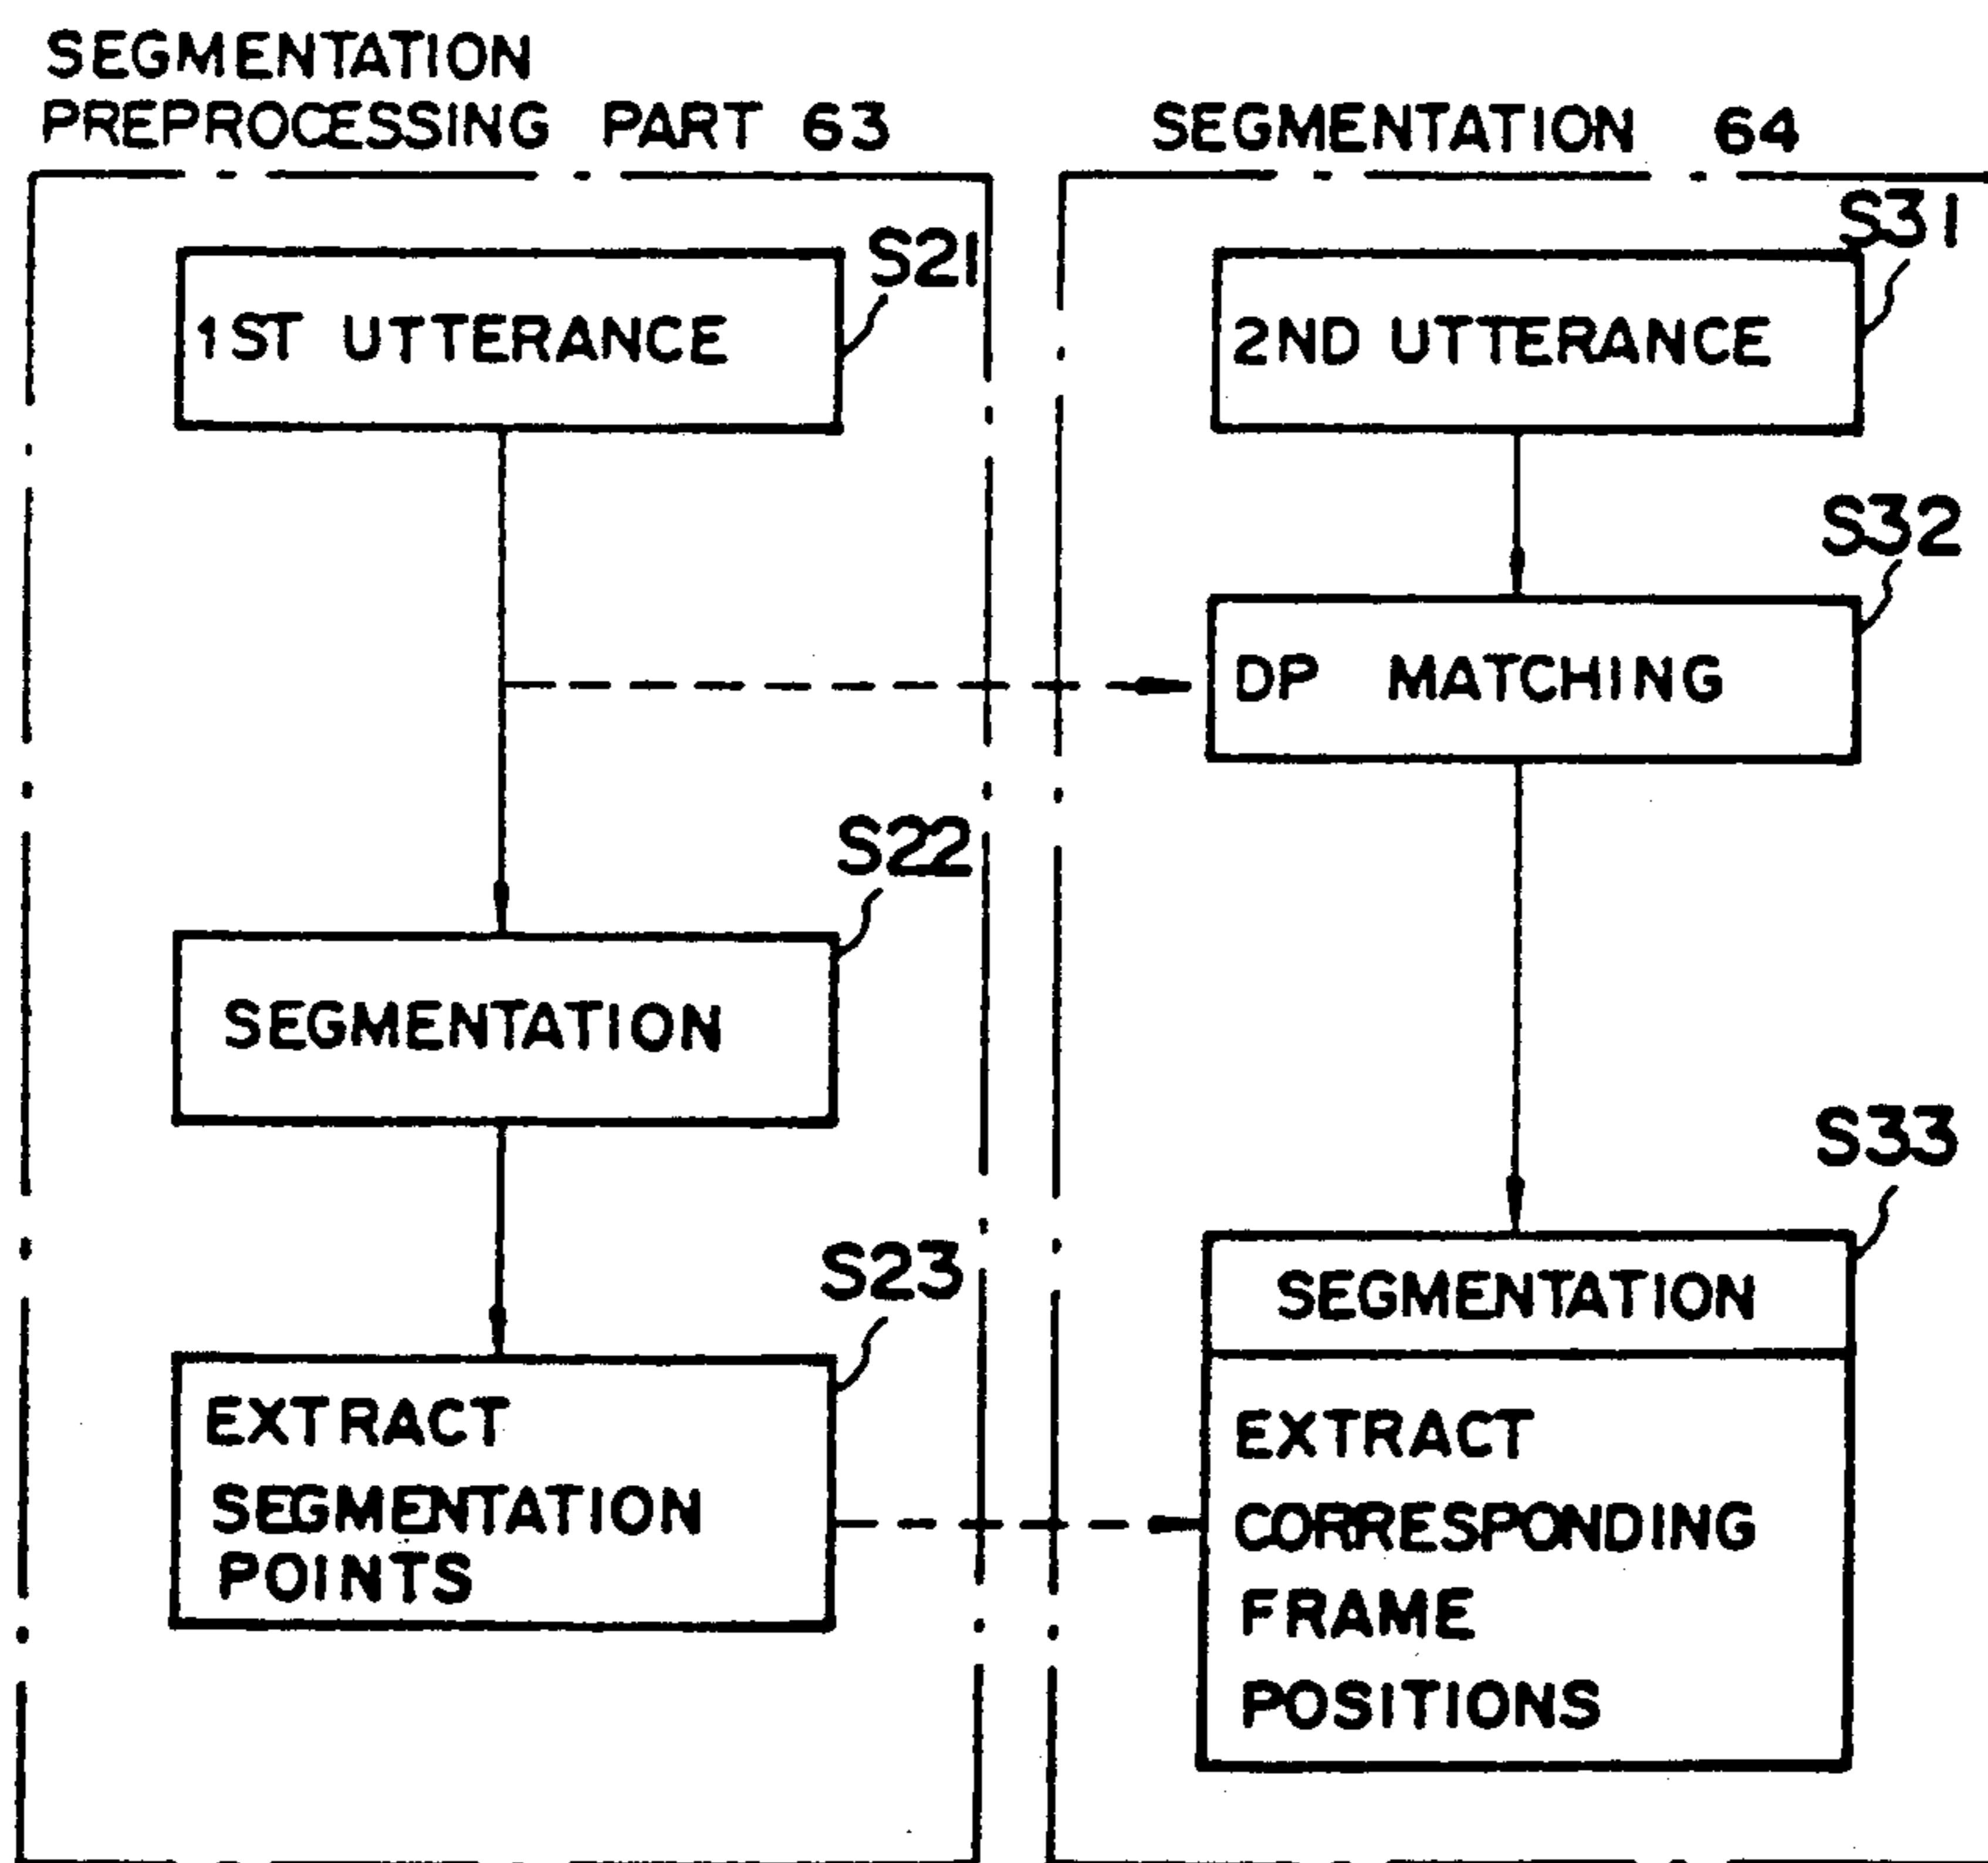 SEGMENTATION
PREPROCESSING PART 63
S21
1ST UTTERANCE
S22
SEGMENTATION
S23
EXTRACT
SEGMENTATION
POINTS
SEGMENTATION 64
S31
2ND UTTERANCE
S32
DP MATCHING
S33
SEGMENTATION
EXTRACT
CORRESPONDING
FRAME
POSITIONS